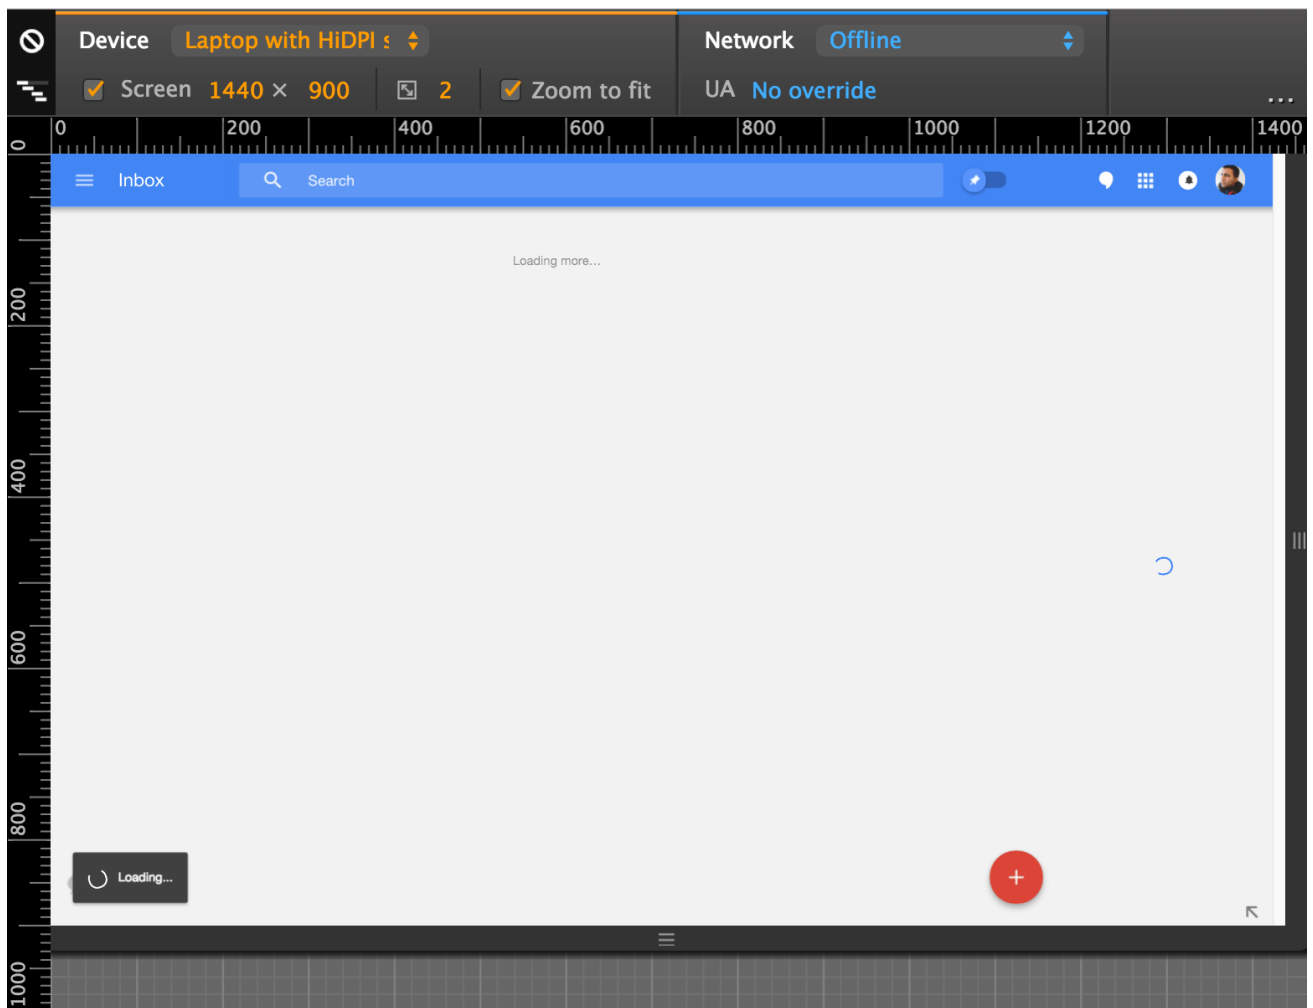 Device Laptop with HiDPI s Network Offline
Screen 1440 × 900 2 Zoom to fit UA No override
...
0 200 400 600 800 1000 1200 1400
0
Inbox Search
Loading more...
200
400
600
800
Loading...
+
1000